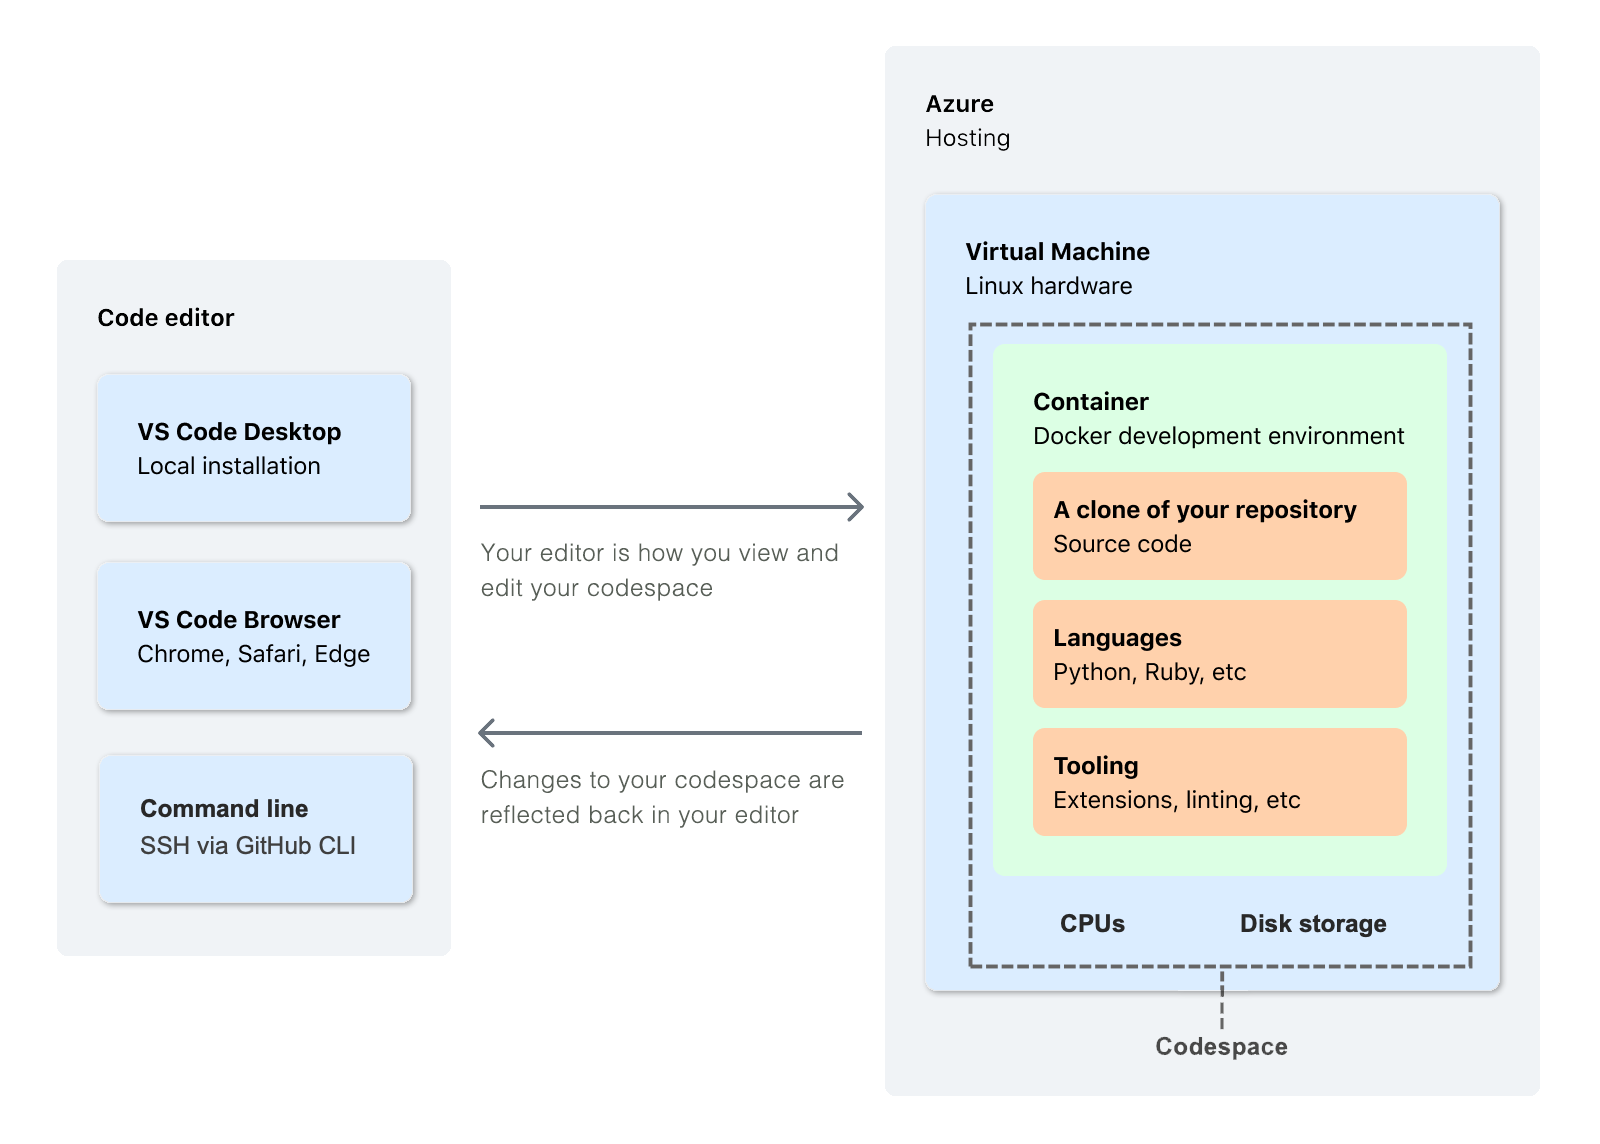 Azure
Hosting
Virtual Machine
Linux hardware
Code editor
VS Code Desktop
Local installation
VS Code Browser
Chrome, Safari, Edge
Command line
SSH via GitHub CLI
Your editor is how you view and
edit your codespace
Changes to your codespace are
reflected back in your editor
Container
Docker development environment
A clone of your repository
Source code
Languages
Python, Ruby, etc
Tooling
Extensions, linting, etc
CPUs
Disk storage
Codespace